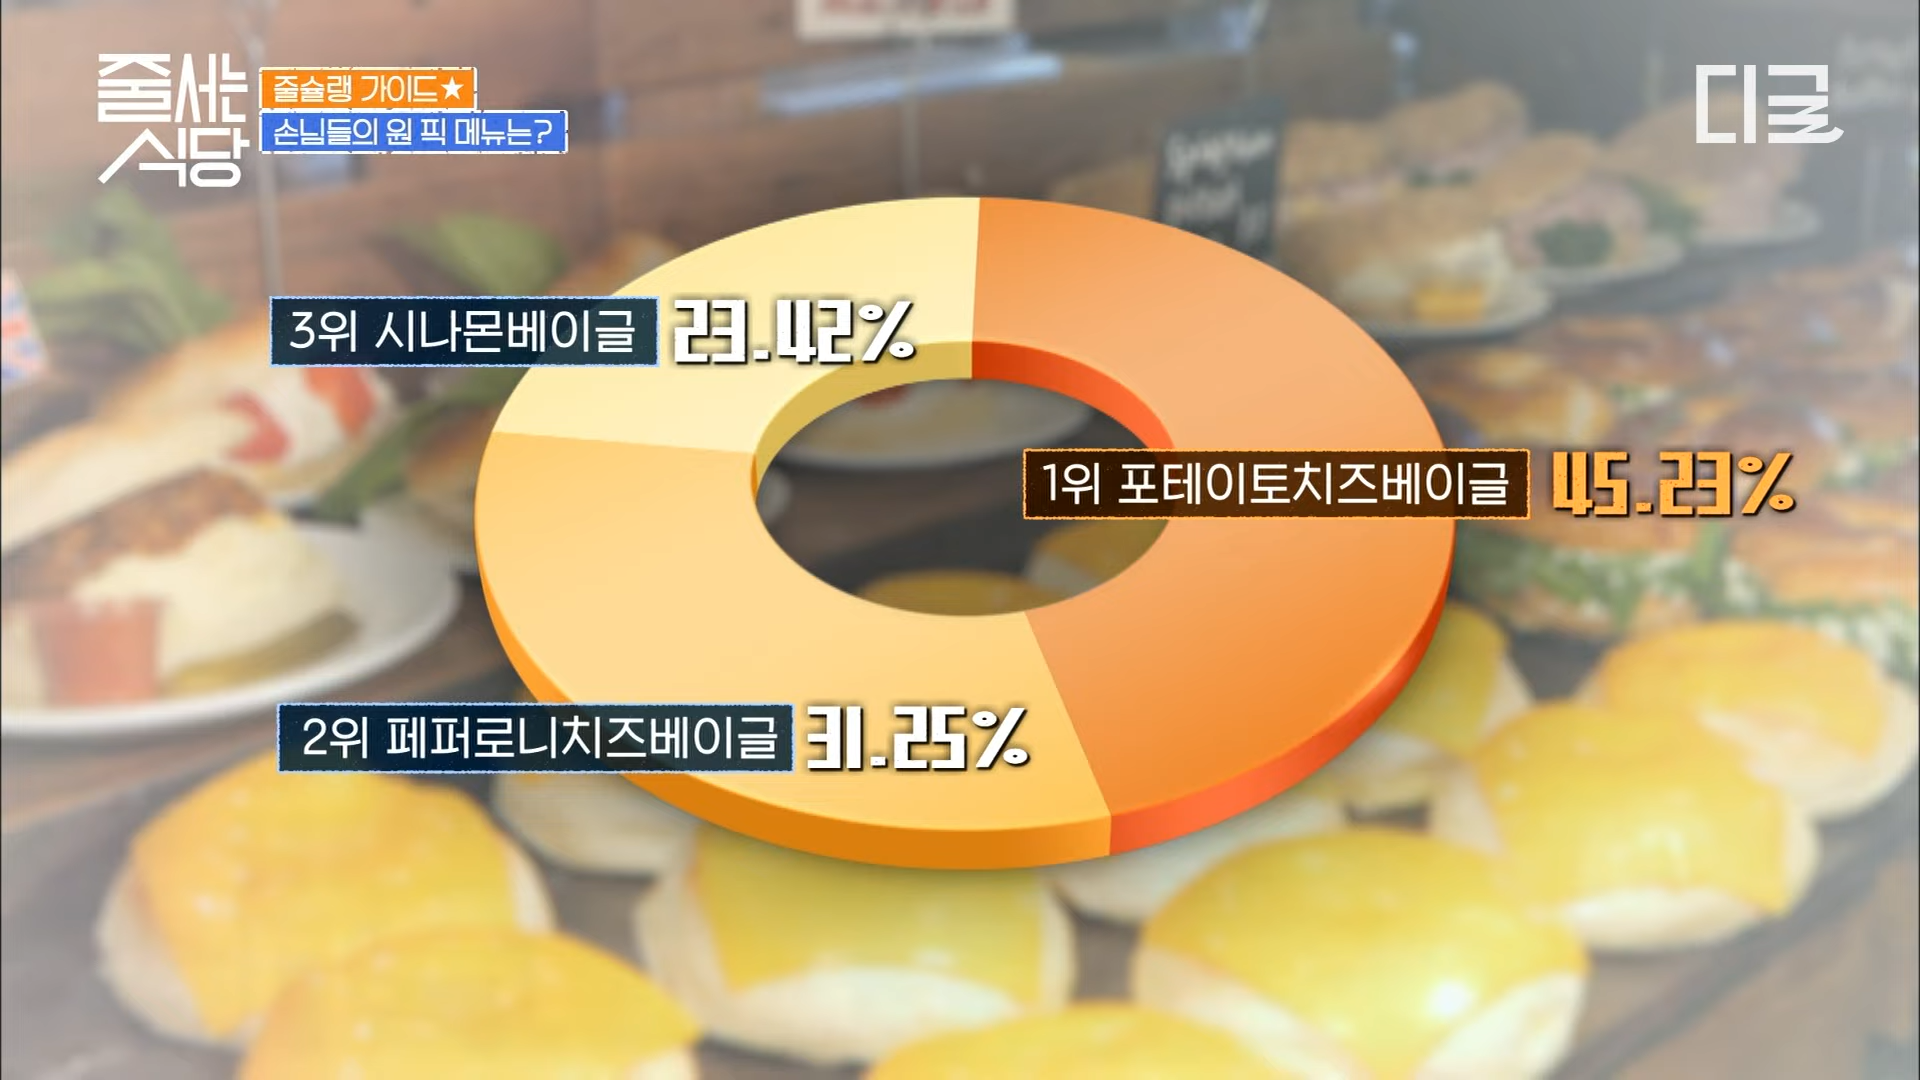 줄서는
식당
줄슐랭 가이드★
손님들의 원 픽 메뉴는?
디글
3위 시나몬베이글 23.42%
1위 포테이토치즈베이글 45.23%
2위 페퍼로니치즈베이글 31.25%